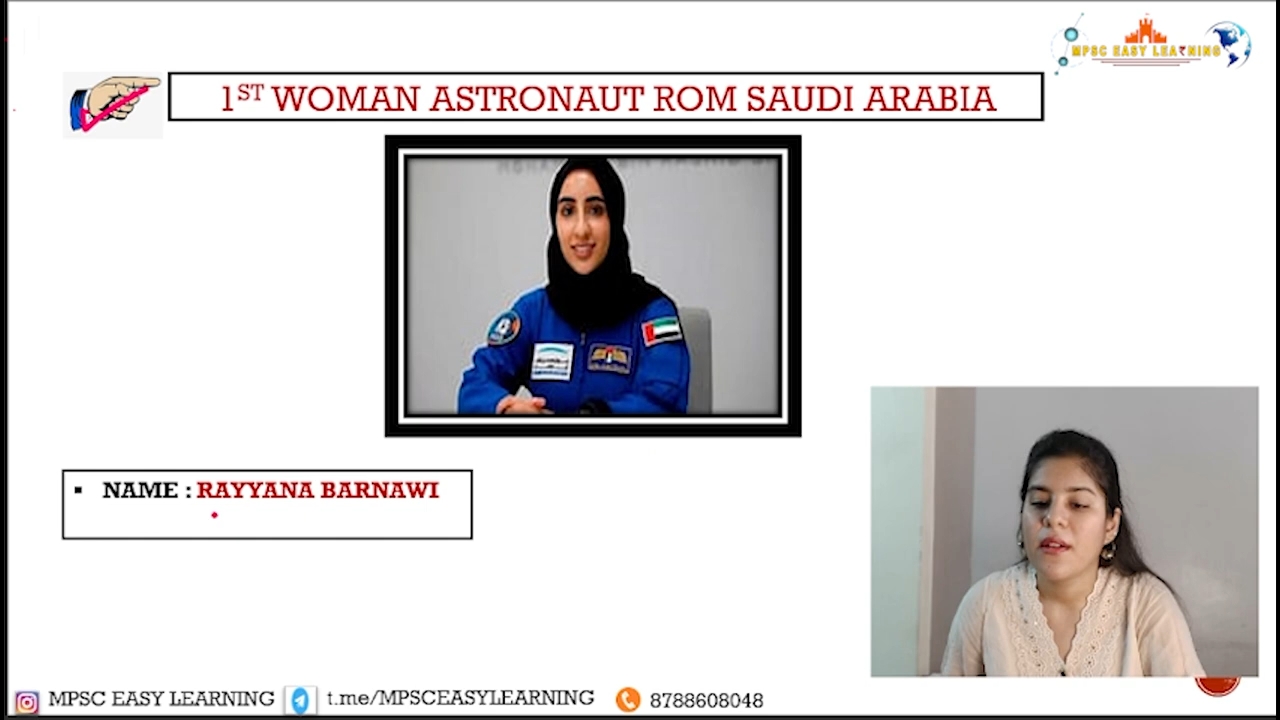 MPSC EASY LEARNING
1ST WOMAN ASTRONAUT ROM SAUDI ARABIA
▪ NAME : RAYYANA BARNAWI
MPSC EASY LEARNING t.me/MPSCEASYLEARNING 8788608048